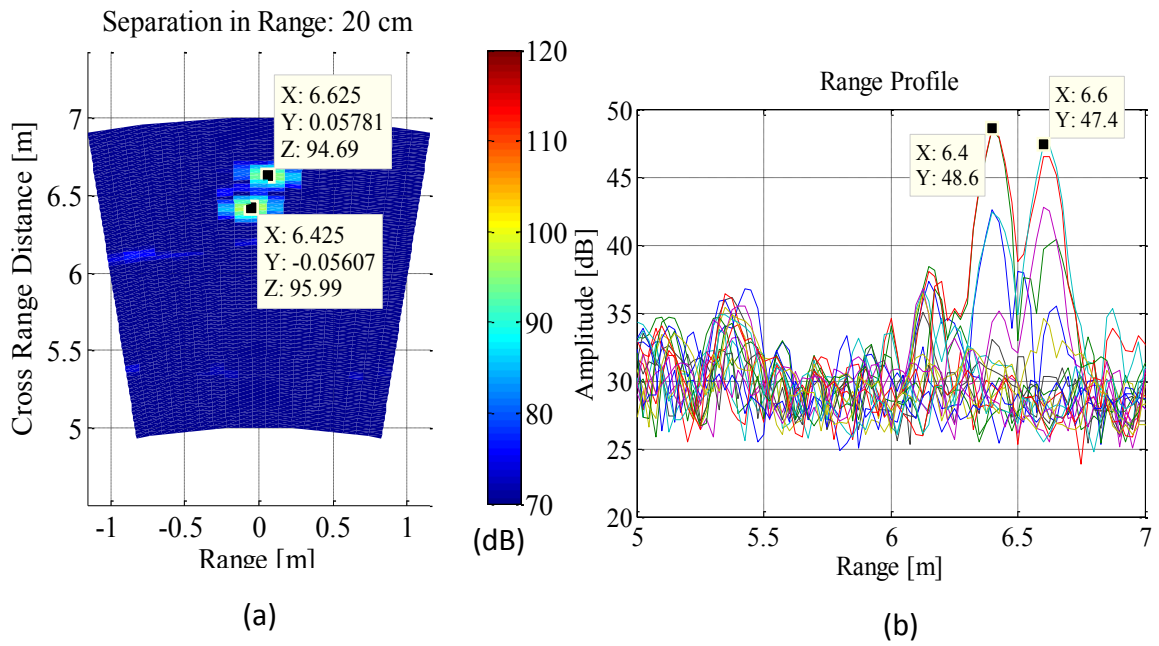 Separation in Range: 20 cm
X: 6.625
Y: 0.05781
Z: 94.69
X: 6.425
Y: -0.05607
Z: 95.99
Cross Range Distance [m]
7
6.5
6
5.5
5
-1 -0.5 0 0.5 1
Range [m]
120
110
100
90
80
70
(dB)
(a)
Range Profile
X: 6.6
Y: 47.4
X: 6.4
Y: 48.6
Amplitude [dB]
50
45
40
35
30
25
20
5 5.5 6 6.5 7
Range [m]
(b)